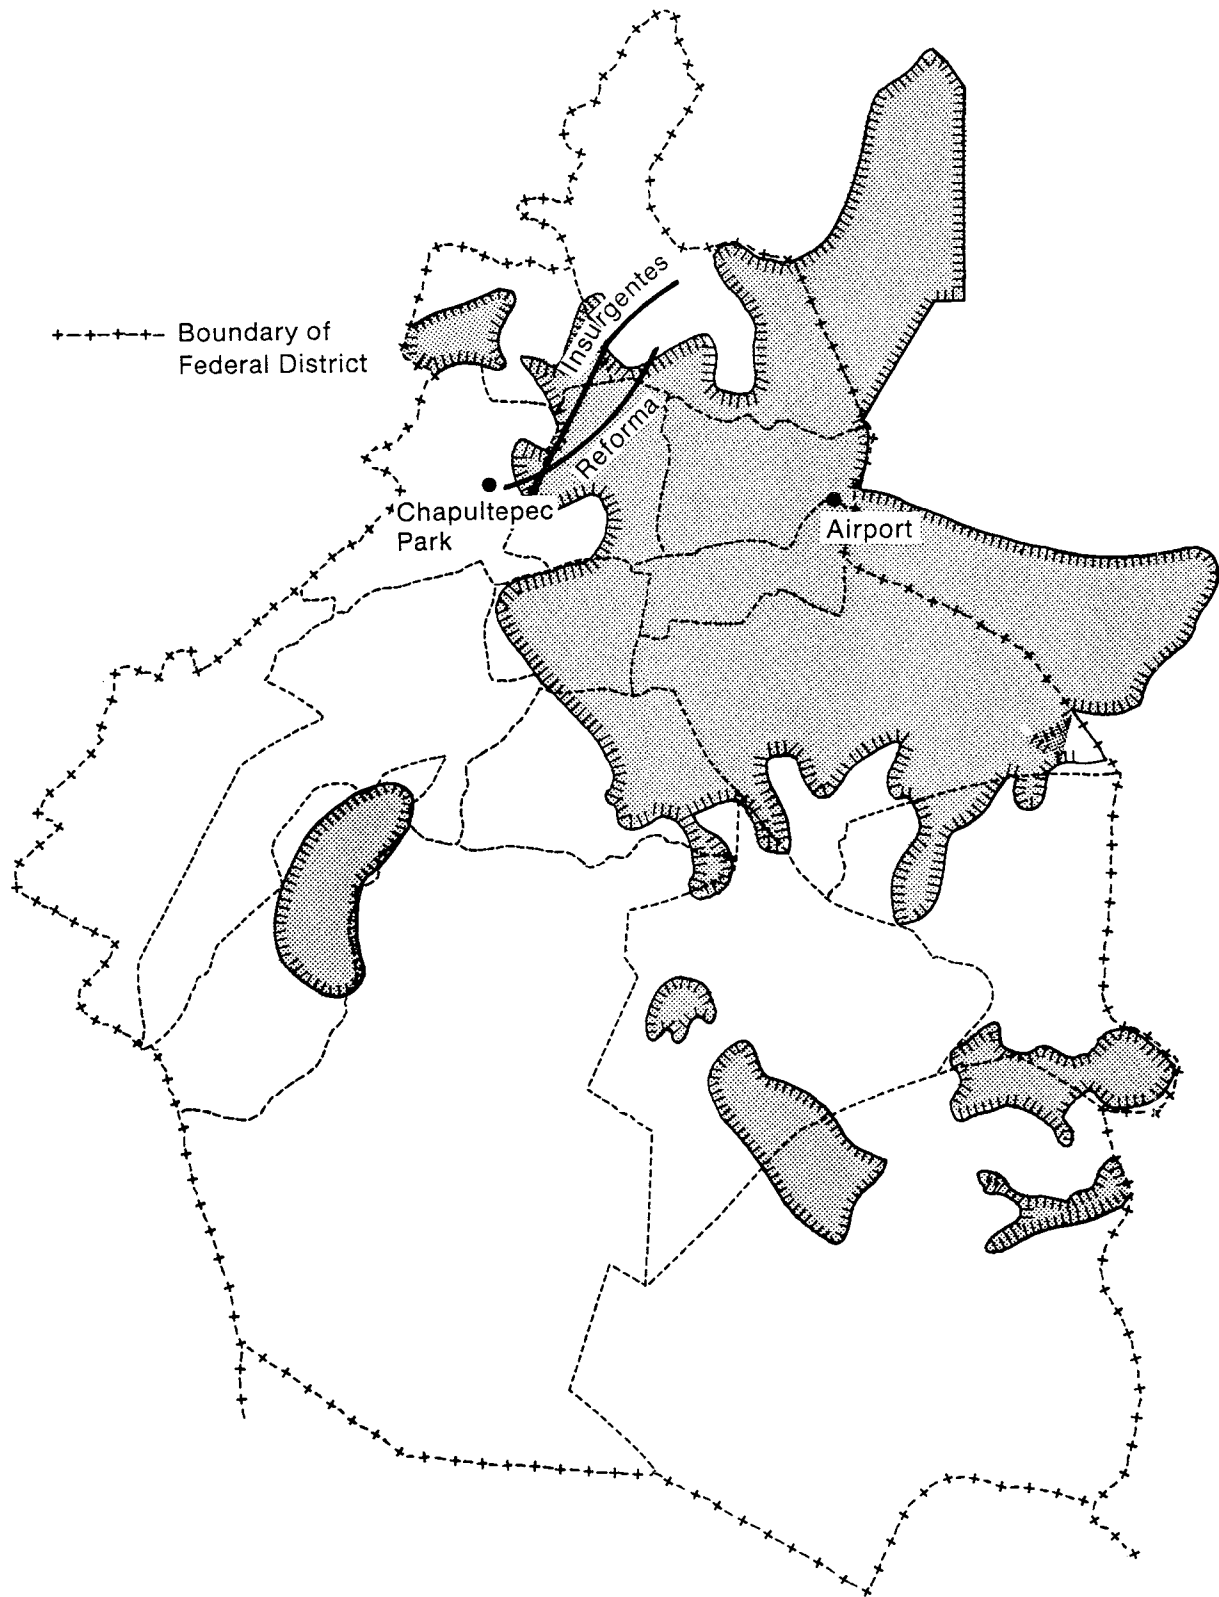 Insurgentes
Boundary of
Federal District
Reforma
Chapultepec
Park
Airport